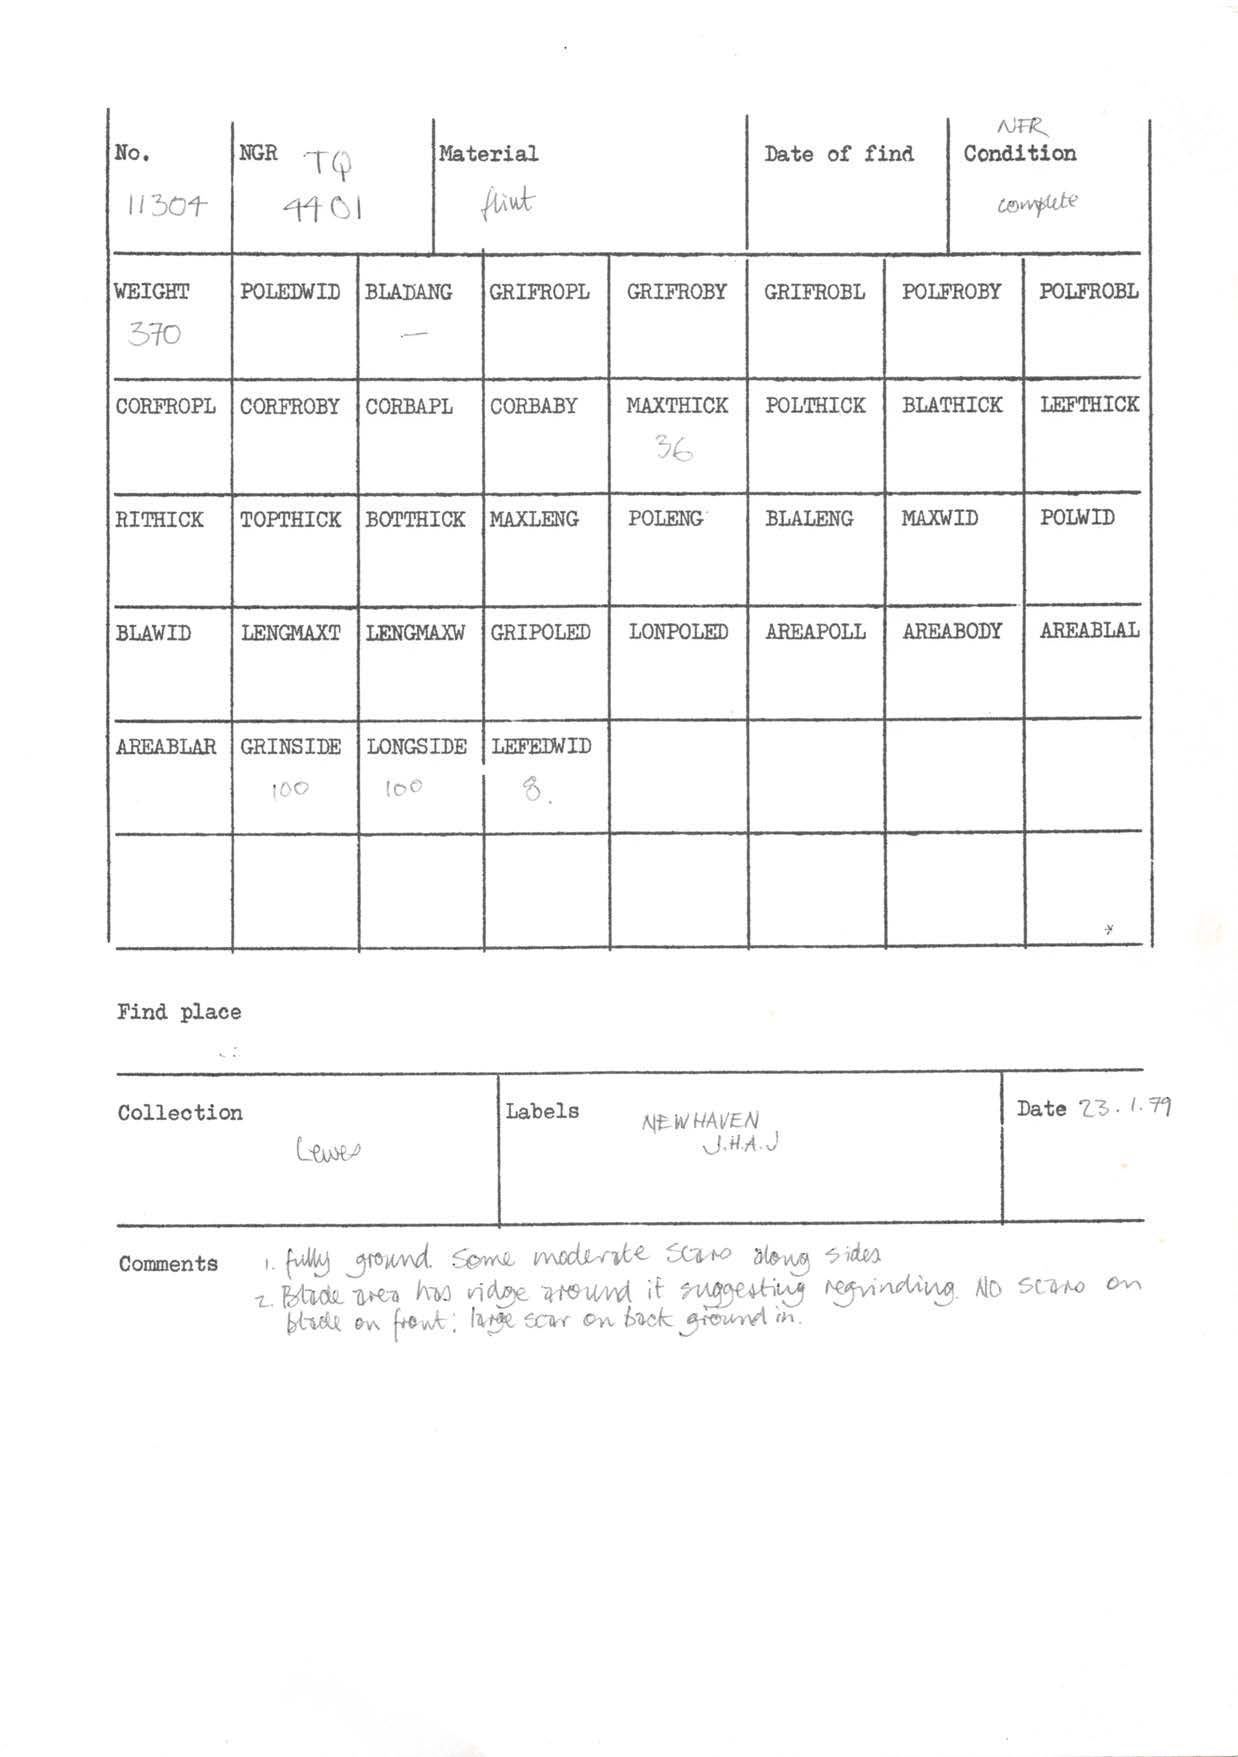 NFR
No. NGR TQ Material Date of find Condition
11304 4401 flint complete
WEIGHT POLEDWID BLADANG GRIFROPL GRIFROBY GRIFROBL POLFROBY POLFROBL
370 —
CORFROPL CORFROBY CORBAPL CORBABY MAXTHICK POLTHICK BLATHICK LEFTHICK
36
RITHICK TOPTHICK BOTTHICK MAXLENG POLENG BLALENG MAXWID POLWID
BLAWID LENGMAXT LENGMAXW GRIPOLED LONPOLED AREAPOLL AREABODY AREABLAL
AREABLAR GRINSIDE LONGSIDE LEFEDWID
100 100 8.
Find place
Collection Labels NEWHAVEN Date 23.1.79
Lewes J.H.A.J
Comments 1. fully ground. Some moderate scars along sides
2. Blade area has ridge around it suggesting regrinding. NO scars on
blade on front; large scar on back ground in.